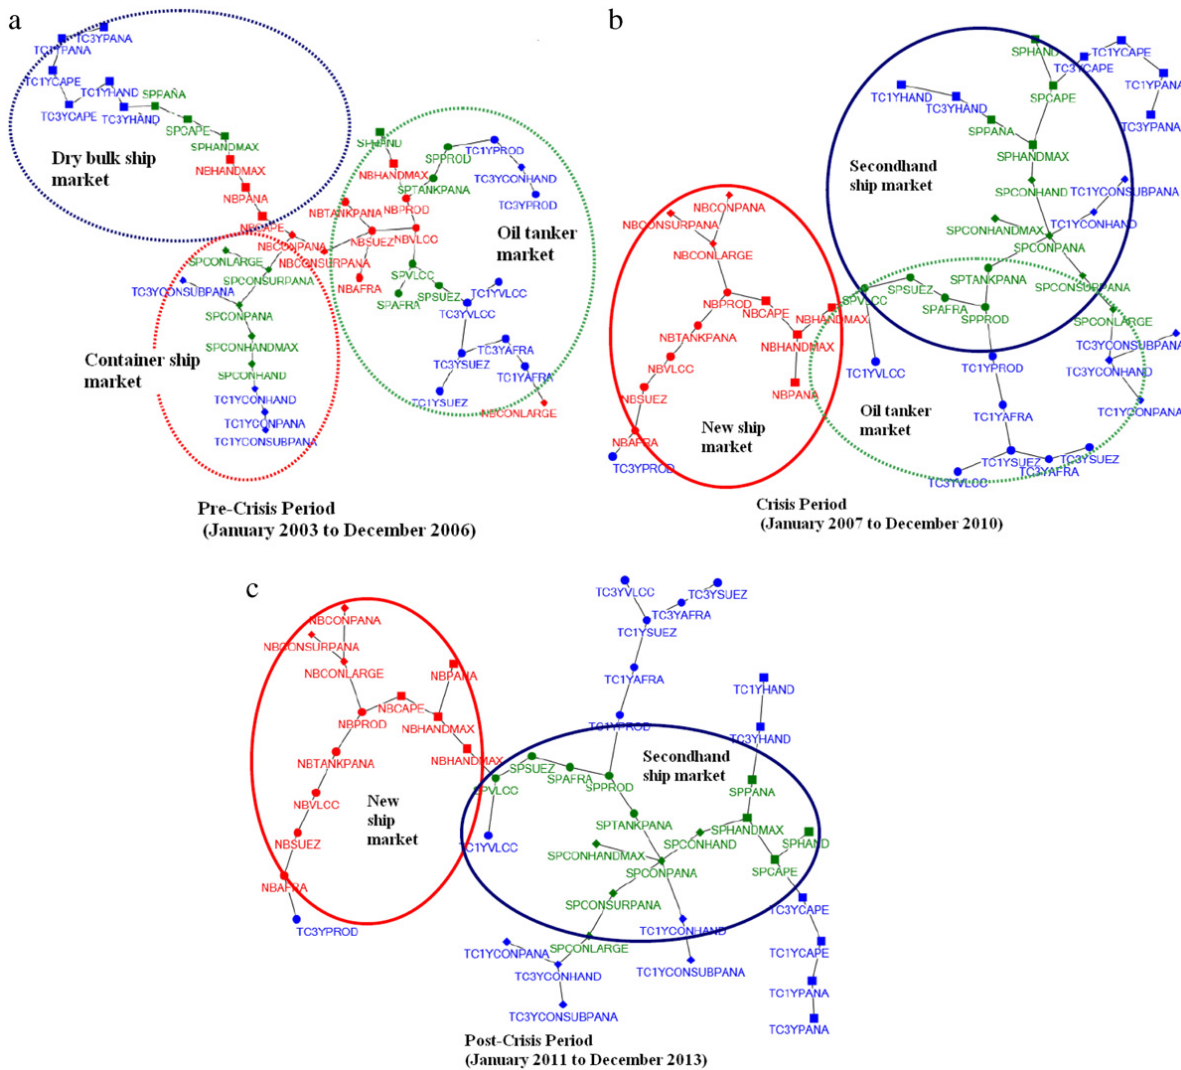 a
TC3YPANA
TC1YPANA
TC1YCAPE
TC1YHAND
TC3YCAPE
TC3YHAND
SPPANA
SPCAPE
SPHANDMAX
NBHANDMAX
NBPANA
NBCAPE
Dry bulk ship
market
NBCONPANA
NBCONSURPANA
SPCONLARGE
SPCONSURPANA
TC3YCONSUBPANA
SPCONPANA
SPCONHANDMAX
SPCONHAND
TC1YCONHAND
TC1YCONPANA
TC1YCONSUBPANA
Container ship
market
SPHAND
NBHANDMAX
SPPROD
TC1YPROD
SPTANKPANA
TC3YCONHAND
TC3YPROD
NBTANKPANA
NBPROD
NBSUEZ
NBVLCC
NBAFRA
Oil tanker
market
SPVLCC
SPAFRA
SPSUEZ
TC1YVLCC
TC3YVLCC
TC3YSUEZ
TC3YAFRA
TC1YAFRA
TC1YSUEZ
NBCONLARGE
Pre-Crisis Period
(January 2003 to December 2006)
b
SPHAND
TC1YCAPE
TC3YCAPE
TC1YPANA
TC3YPANA
SPCAPE
TC1YHAND
TC3YHAND
SPPANA
SPHANDMAX
Secondhand
ship market
SPCONHAND
TC1YCONSUBPANA
TC1YCONHAND
SPCONHANDMAX
SPCONPANA
SPTANKPANA
SPCONSURPANA
NBCONPANA
NBCONSURPANA
NBCONLARGE
NBPROD
NBCAPE
NBHANDMAX
NBHANDMAX
NBTANKPANA
NBVLCC
NBPANA
NBSUEZ
NBAFRA
TC3YPROD
New ship
market
SPVLCC
SPSUEZ
SPAFRA
SPPROD
SPCONLARGE
TC3YCONSUBPANA
TC3YCONHAND
TC1YCONPANA
TC1YVLCC
TC1YPROD
TC1YAFRA
Oil tanker
market
TC1YSUEZ
TC3YSUEZ
TC3YAFRA
TC3YVLCC
Crisis Period
(January 2007 to December 2010)
c
NBCONPANA
NBCONSURPANA
NBCONLARGE
NBPANA
NBCAPE
NBPROD
NBHANDMAX
NBHANDMAX
NBTANKPANA
NBVLCC
NBSUEZ
NBAFRA
TC3YPROD
New
ship
market
TC3YVLCC
TC3YSUEZ
TC3YAFRA
TC1YSUEZ
TC1YAFRA
TC1YPROD
TC1YHAND
TC3YHAND
Secondhand
ship market
SPVLCC
SPSUEZ
SPAFRA
SPPROD
SPPANA
SPTANKPANA
SPHANDMAX
SPHAND
SPCONHAND
SPCAPE
TC1YVLCC
SPCONHANDMAX
SPCONPANA
SPCONSURPANA
TC3YCAPE
TC1YCONHAND
SPCONLARGE
TC1YCONPANA
TC1YCAPE
TC3YCONHAND
TC1YCONSUBPANA
TC1YPANA
TC3YCONSUBPANA
TC3YPANA
Post-Crisis Period
(January 2011 to December 2013)